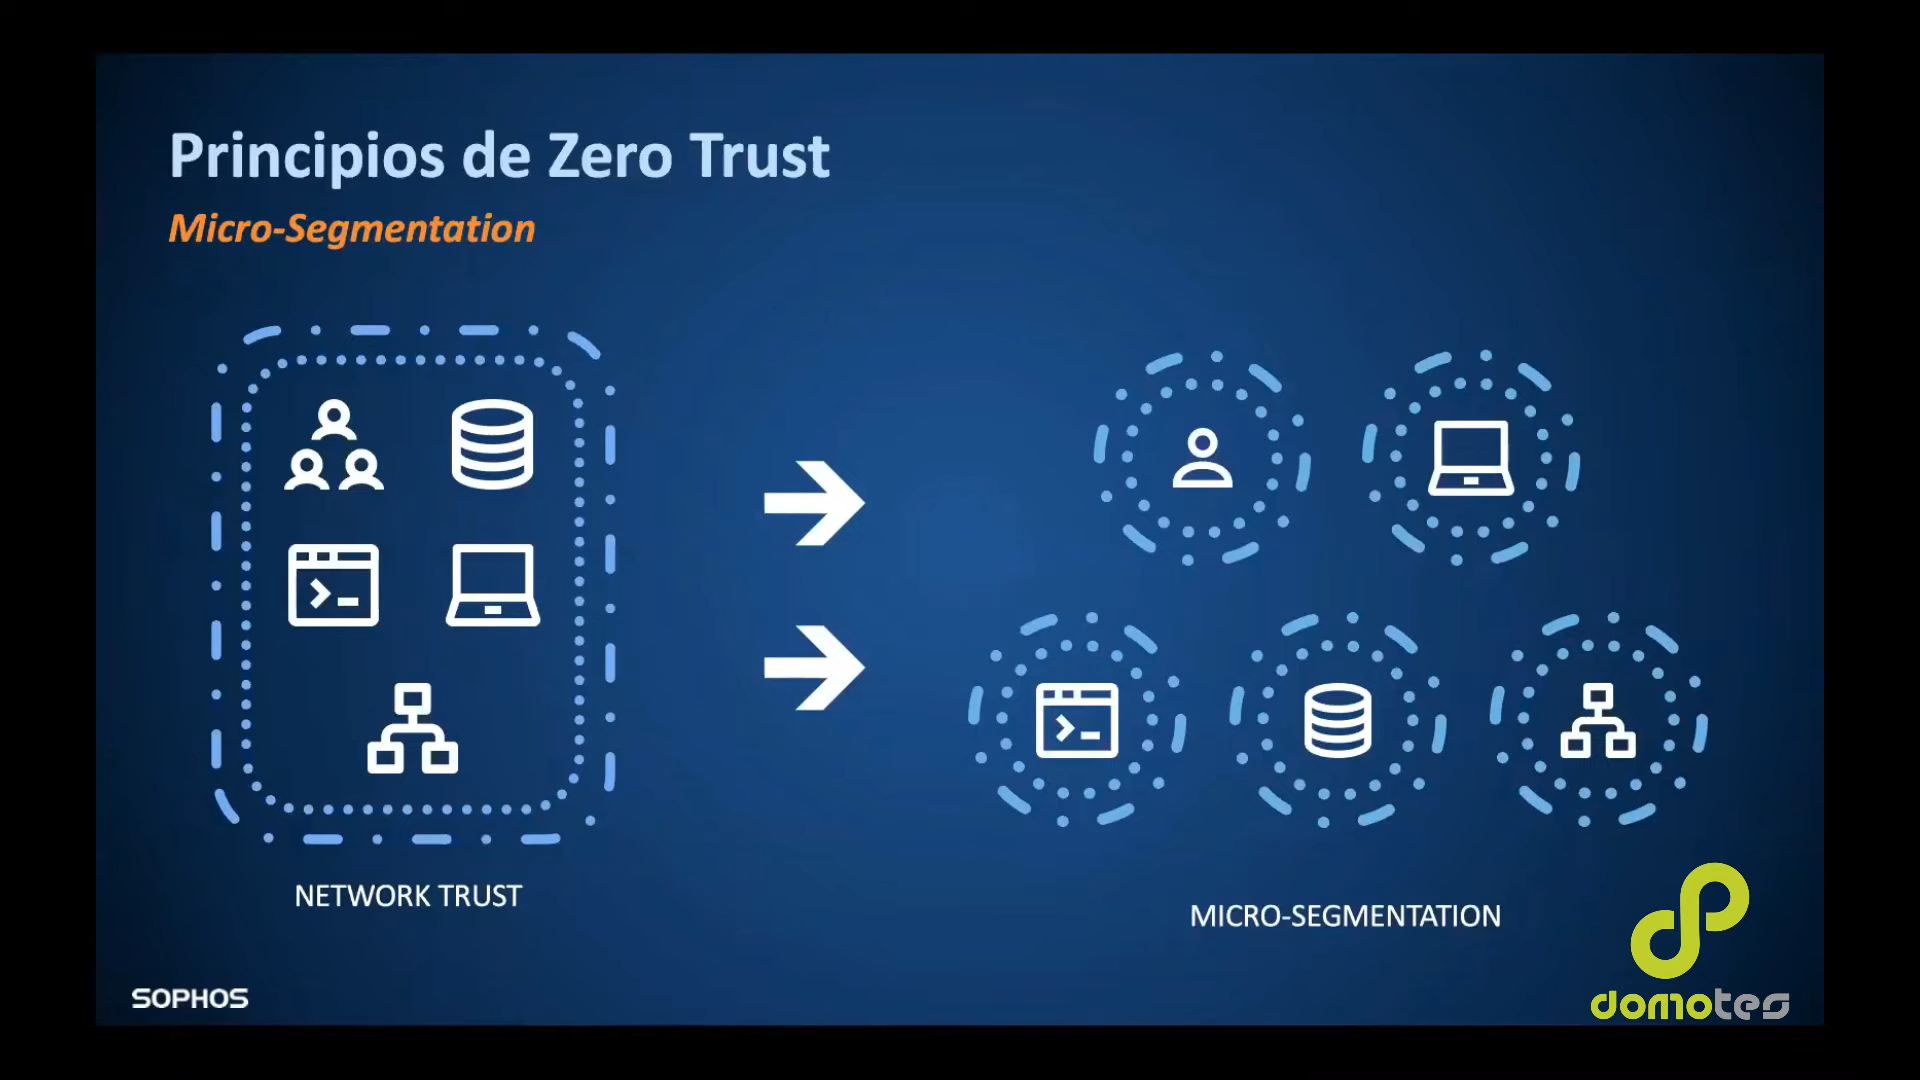 Principios de Zero Trust
Micro-Segmentation
NETWORK TRUST
MICRO-SEGMENTATION
SOPHOS
domotes